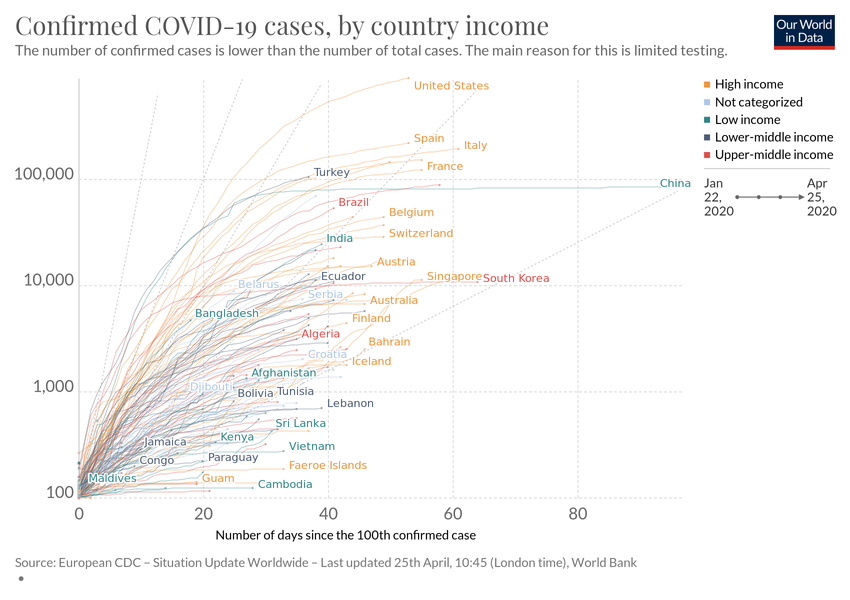 Confirmed COVID-19 cases, by country income
The number of confirmed cases is lower than the number of total cases. The main reason for this is limited testing.
Our World
in Data
High income
Not categorized
Low income
Lower-middle income
Upper-middle income
Jan
22,
2020
Apr
25,
2020
100,000
10,000
1,000
100
United States
Spain
Italy
France
Turkey
China
Brazil
Belgium
Switzerland
India
Austria
Ecuador
Singapore
South Korea
Belarus
Serbia
Australia
Bangladesh
Finland
Algeria
Bahrain
Croatia
Iceland
Afghanistan
Djibouti
Bolivia
Tunisia
Lebanon
Sri Lanka
Jamaica
Kenya
Vietnam
Congo
Paraguay
Faeroe Islands
Maldives
Guam
Cambodia
0
20
40
60
80
Number of days since the 100th confirmed case
Source: European CDC – Situation Update Worldwide – Last updated 25th April, 10:45 (London time), World Bank